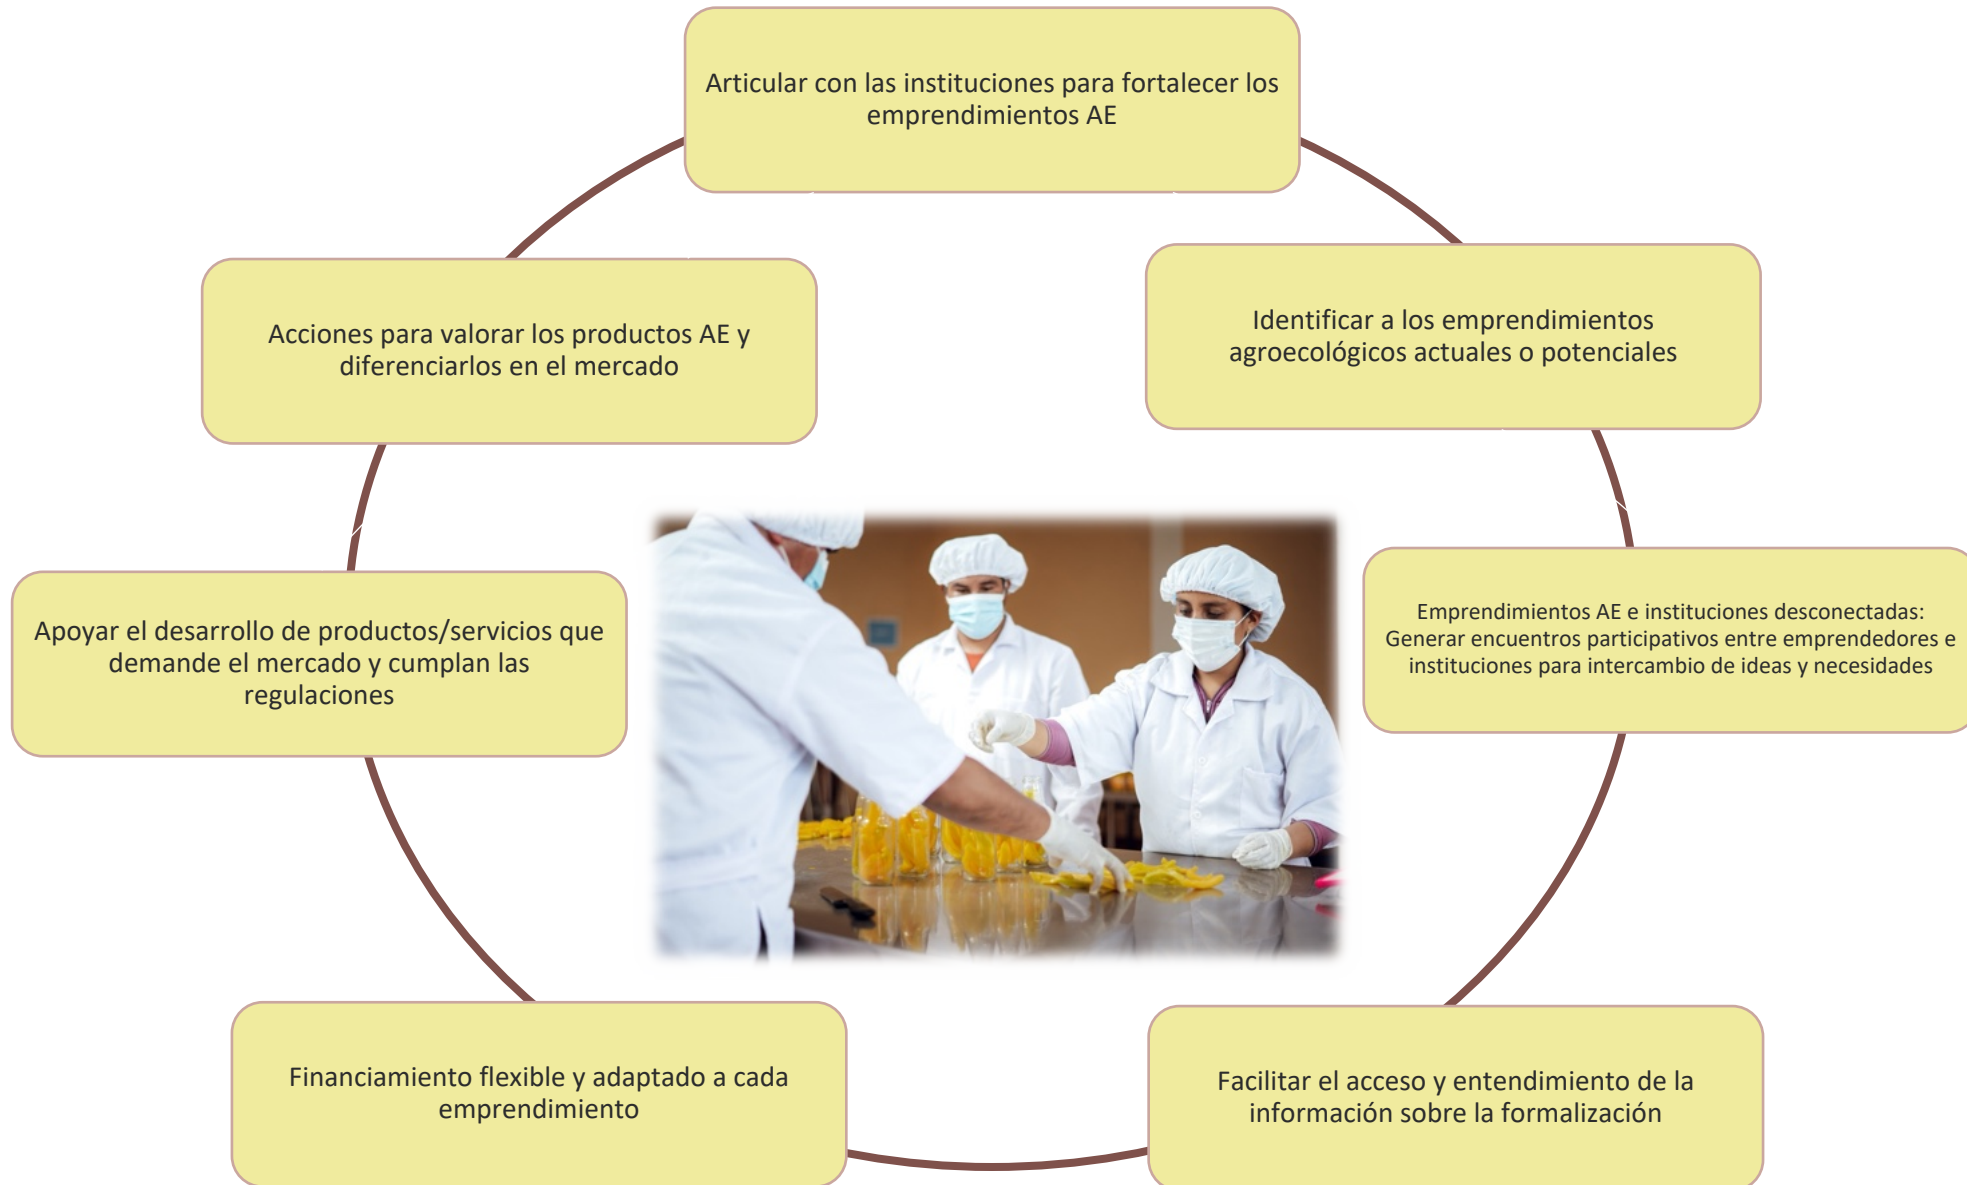 Articular con las instituciones para fortalecer los
emprendimientos AE
Identificar a los emprendimientos
agroecológicos actuales o potenciales
Emprendimientos AE e instituciones desconectadas:
Generar encuentros participativos entre emprendedores e
instituciones para intercambio de ideas y necesidades
Facilitar el acceso y entendimiento de la
información sobre la formalización
Financiamiento flexible y adaptado a cada
emprendimiento
Apoyar el desarrollo de productos/servicios que
demande el mercado y cumplan las
regulaciones
Acciones para valorar los productos AE y
diferenciarlos en el mercado